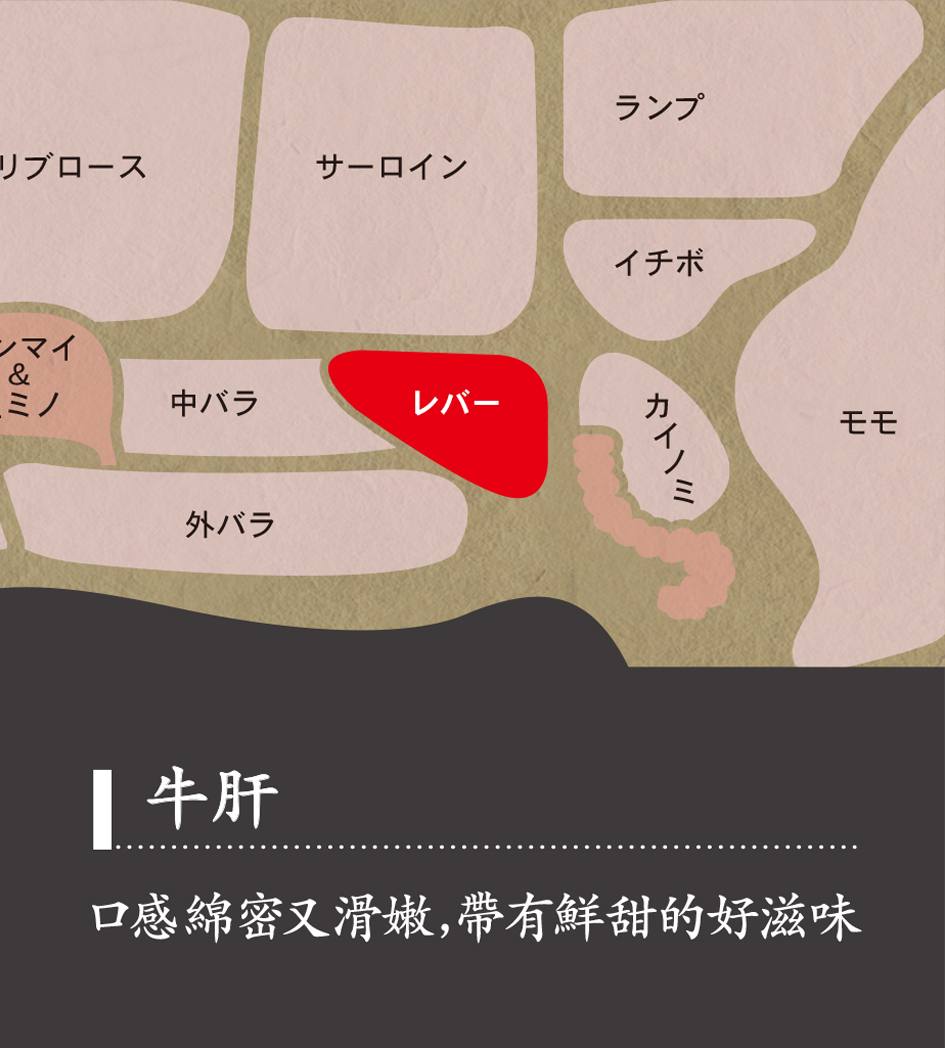 ランプ
リブロース
サーロイン
イチボ
ンマイ
&
ミノ
中バラ
レバー
カイノミ
モモ
外バラ
牛肝
口感綿密又滑嫩,帶有鮮甜的好滋味